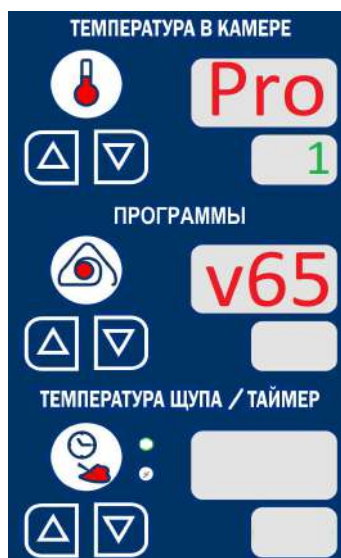 ТЕМПЕРАТУРА В КАМЕРЕ
Pro
1
ПРОГРАММЫ
v65
ТЕМПЕРАТУРА ЩУПА / ТАЙМЕР